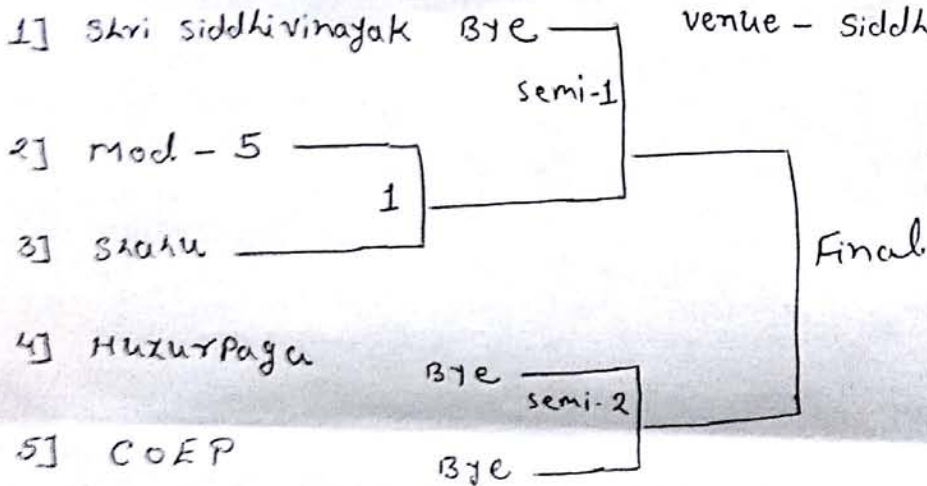 1] Shri siddhivinayak Bye venue - Siddh
semi-1
2] Mod - 5
1
3] Shahu
Final
4] HuzurPaga
Bye
semi-2
5] COEP Bye